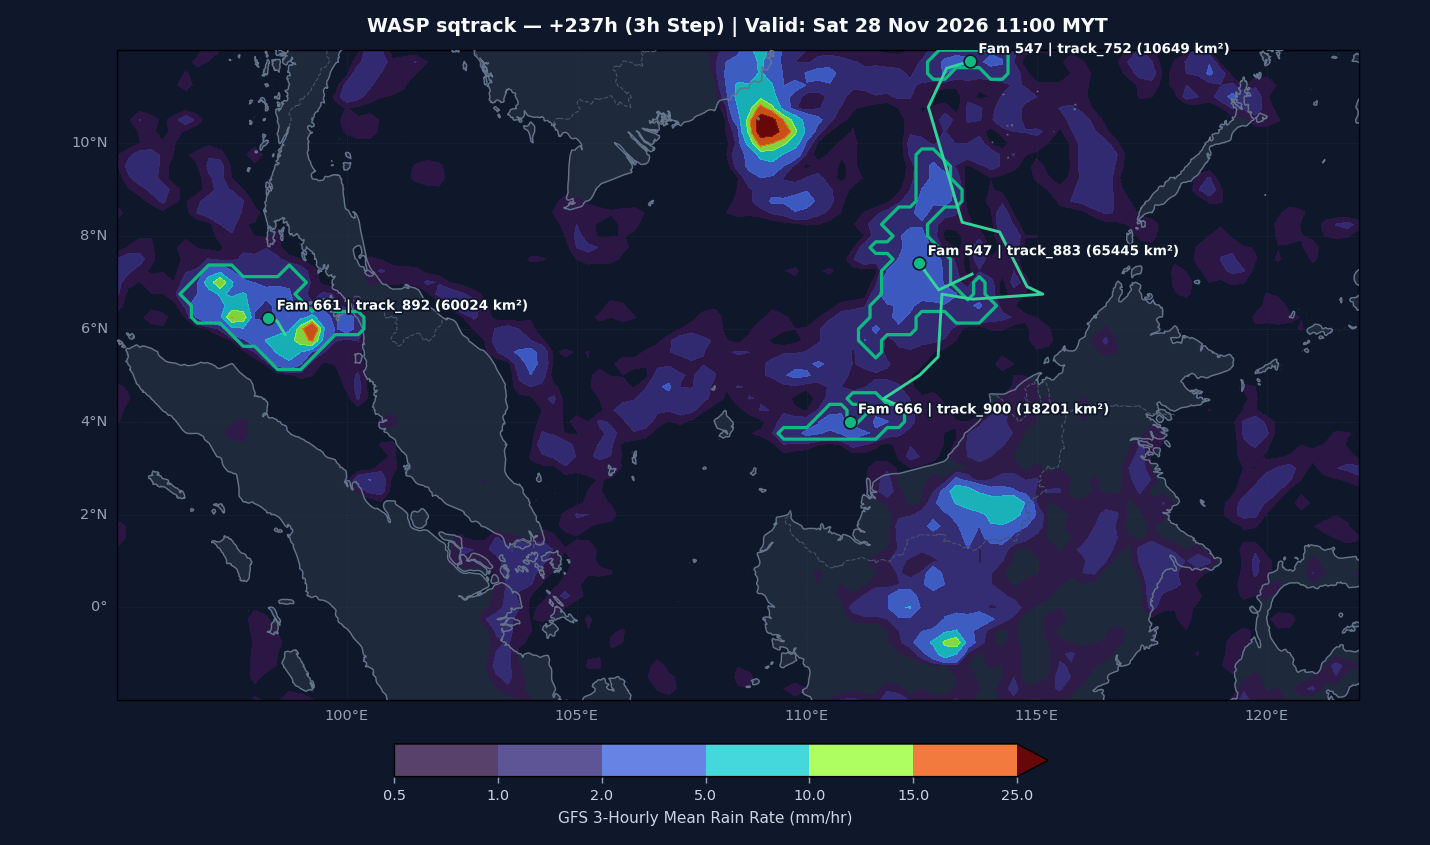 WASP sqtrack — +237h (3h Step) | Valid: Sat 28 Nov 2026 11:00 MYT
Fam 547 | track_752 (10649 km²)
10°N
8°N
Fam 547 | track_883 (65445 km²)
Fam 661 | track_892 (60024 km²)
6°N
4°N
Fam 666 | track_900 (18201 km²)
2°N
0°
100°E 105°E 110°E 115°E 120°E
0.5 1.0 2.0 5.0 10.0 15.0 25.0
GFS 3-Hourly Mean Rain Rate (mm/hr)